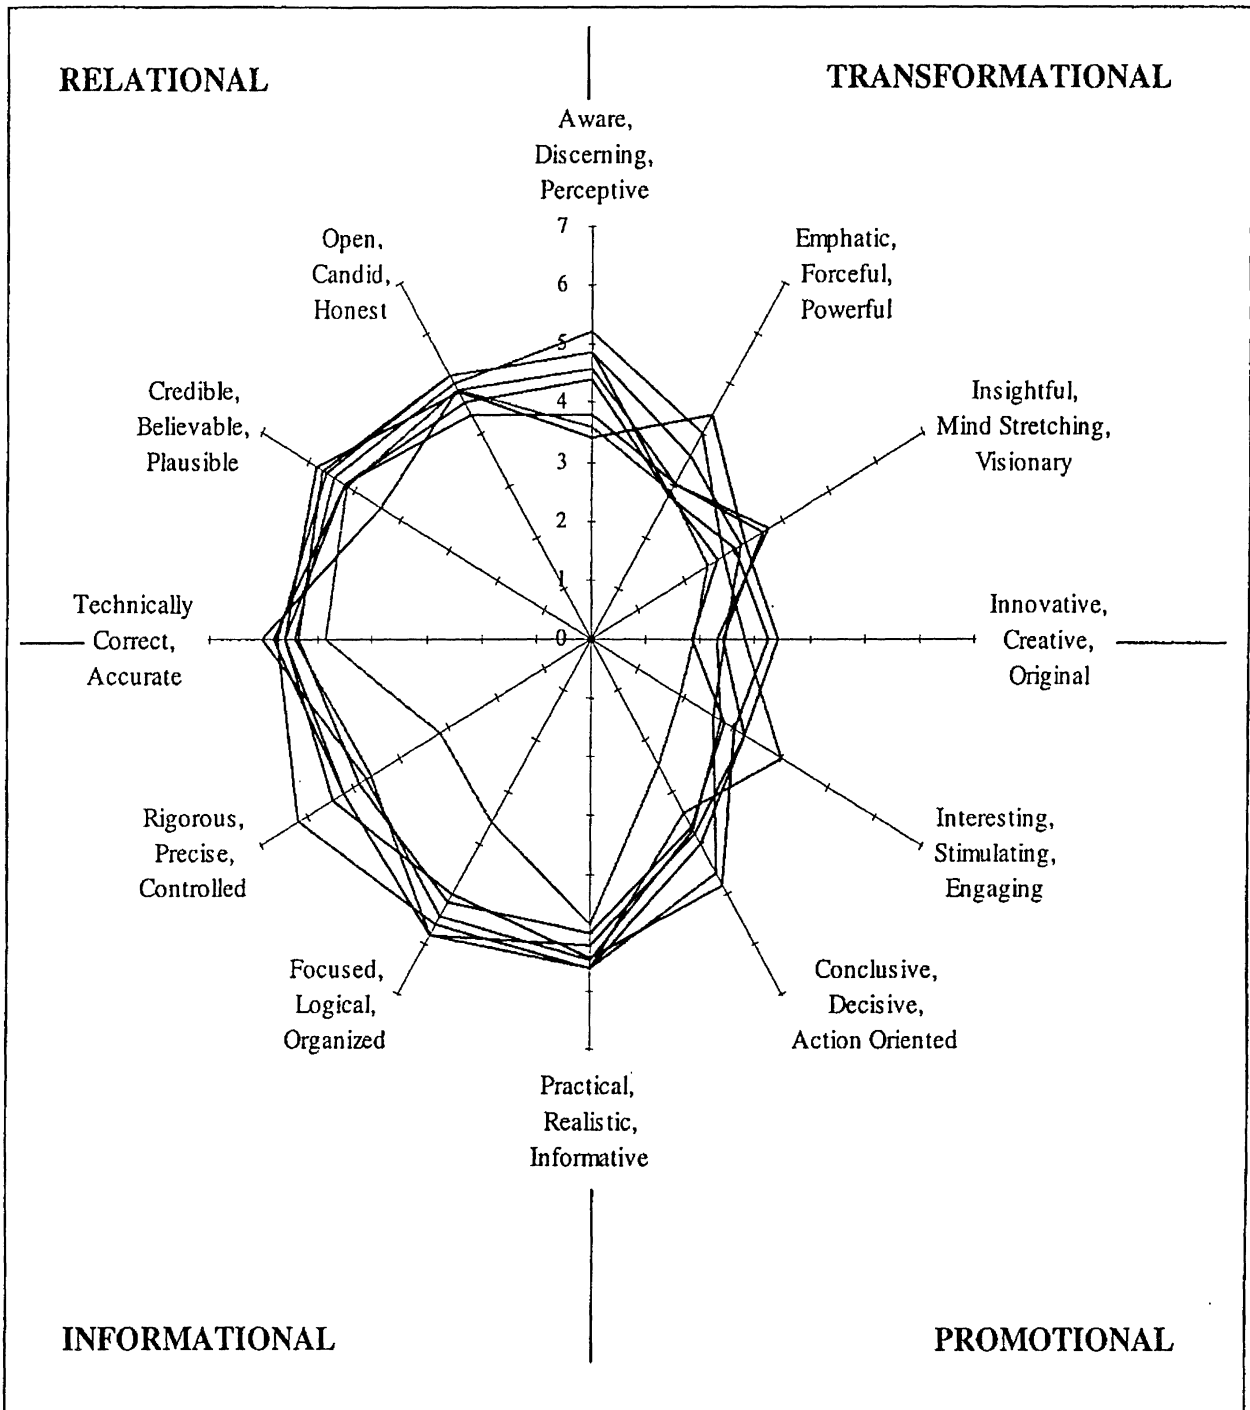 RELATIONAL
TRANSFORMATIONAL
Aware,
Discerning,
Perceptive
Open,
Candid,
Honest
Emphatic,
Forceful,
Powerful
Credible,
Believable,
Plausible
Insightful,
Mind Stretching,
Visionary
7
6
5
4
3
2
1
0
Technically
Correct,
Accurate
Innovative,
Creative,
Original
Rigorous,
Precise,
Controlled
Interesting,
Stimulating,
Engaging
Focused,
Logical,
Organized
Conclusive,
Decisive,
Action Oriented
Practical,
Realistic,
Informative
INFORMATIONAL
PROMOTIONAL